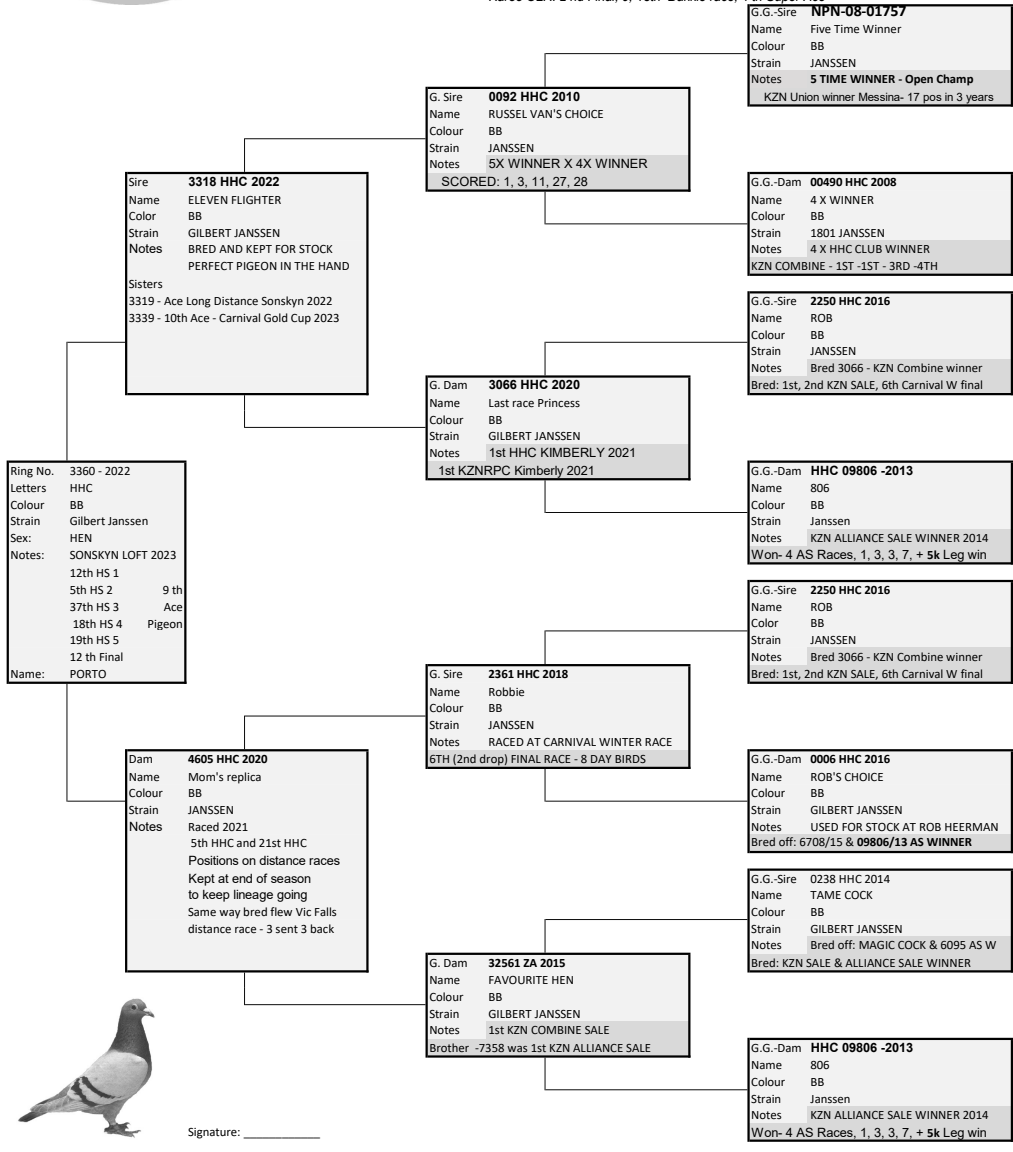 G.G.-Sire NPN-08-01757
Name Five Time Winner
Colour BB
Strain JANSSEN
Notes 5 TIME WINNER - Open Champ
KZN Union winner Messina- 17 pos in 3 years
G. Sire 0092 HHC 2010
Name RUSSEL VAN'S CHOICE
Colour BB
Strain JANSSEN
Notes 5X WINNER X 4X WINNER
SCORED: 1, 3, 11, 27, 28
Sire 3318 HHC 2022
Name ELEVEN FLIGHTER
Color BB
Strain GILBERT JANSSEN
Notes BRED AND KEPT FOR STOCK
PERFECT PIGEON IN THE HAND
Sisters
3319 - Ace Long Distance Sonskyn 2022
3339 - 10th Ace - Carnival Gold Cup 2023
G.G.-Dam 00490 HHC 2008
Name 4 X WINNER
Colour BB
Strain 1801 JANSSEN
Notes 4 X HHC CLUB WINNER
KZN COMBINE - 1ST -1ST - 3RD -4TH
G.G.-Sire 2250 HHC 2016
Name ROB
Colour BB
Strain JANSSEN
Notes Bred 3066 - KZN Combine winner
Bred: 1st, 2nd KZN SALE, 6th Carnival W final
G. Dam 3066 HHC 2020
Name Last race Princess
Colour BB
Strain GILBERT JANSSEN
Notes 1st HHC KIMBERLY 2021
1st KZNRPC Kimberly 2021
G.G.-Dam HHC 09806 -2013
Name 806
Colour BB
Strain Janssen
Notes KZN ALLIANCE SALE WINNER 2014
Won- 4 AS Races, 1, 3, 3, 7, + 5k Leg win
Ring No. 3360 - 2022
Letters HHC
Colour BB
Strain Gilbert Janssen
Sex: HEN
Notes: SONSKYN LOFT 2023
12th HS 1
5th HS 2 9 th
37th HS 3 Ace
18th HS 4 Pigeon
19th HS 5
12 th Final
Name: PORTO
G.G.-Sire 2250 HHC 2016
Name ROB
Color BB
Strain JANSSEN
Notes Bred 3066 - KZN Combine winner
Bred: 1st, 2nd KZN SALE, 6th Carnival W final
G. Sire 2361 HHC 2018
Name Robbie
Colour BB
Strain JANSSEN
Notes RACED AT CARNIVAL WINTER RACE
6TH (2nd drop) FINAL RACE - 8 DAY BIRDS
Dam 4605 HHC 2020
Name Mom's replica
Colour BB
Strain JANSSEN
Notes Raced 2021
5th HHC and 21st HHC
Positions on distance races
Kept at end of season
to keep lineage going
Same way bred flew Vic Falls
distance race - 3 sent 3 back
G.G.-Dam 0006 HHC 2016
Name ROB'S CHOICE
Colour BB
Strain GILBERT JANSSEN
Notes USED FOR STOCK AT ROB HEERMAN
Bred off: 6708/15 & 09806/13 AS WINNER
G.G.-Sire 0238 HHC 2014
Name TAME COCK
Colour BB
Strain GILBERT JANSSEN
Notes Bred off: MAGIC COCK & 6095 AS W
Bred: KZN SALE & ALLIANCE SALE WINNER
G. Dam 32561 ZA 2015
Name FAVOURITE HEN
Colour BB
Strain GILBERT JANSSEN
Notes 1st KZN COMBINE SALE
Brother -7358 was 1st KZN ALLIANCE SALE
G.G.-Dam HHC 09806 -2013
Name 806
Colour BB
Strain Janssen
Notes KZN ALLIANCE SALE WINNER 2014
Won- 4 AS Races, 1, 3, 3, 7, + 5k Leg win
Signature: ____________